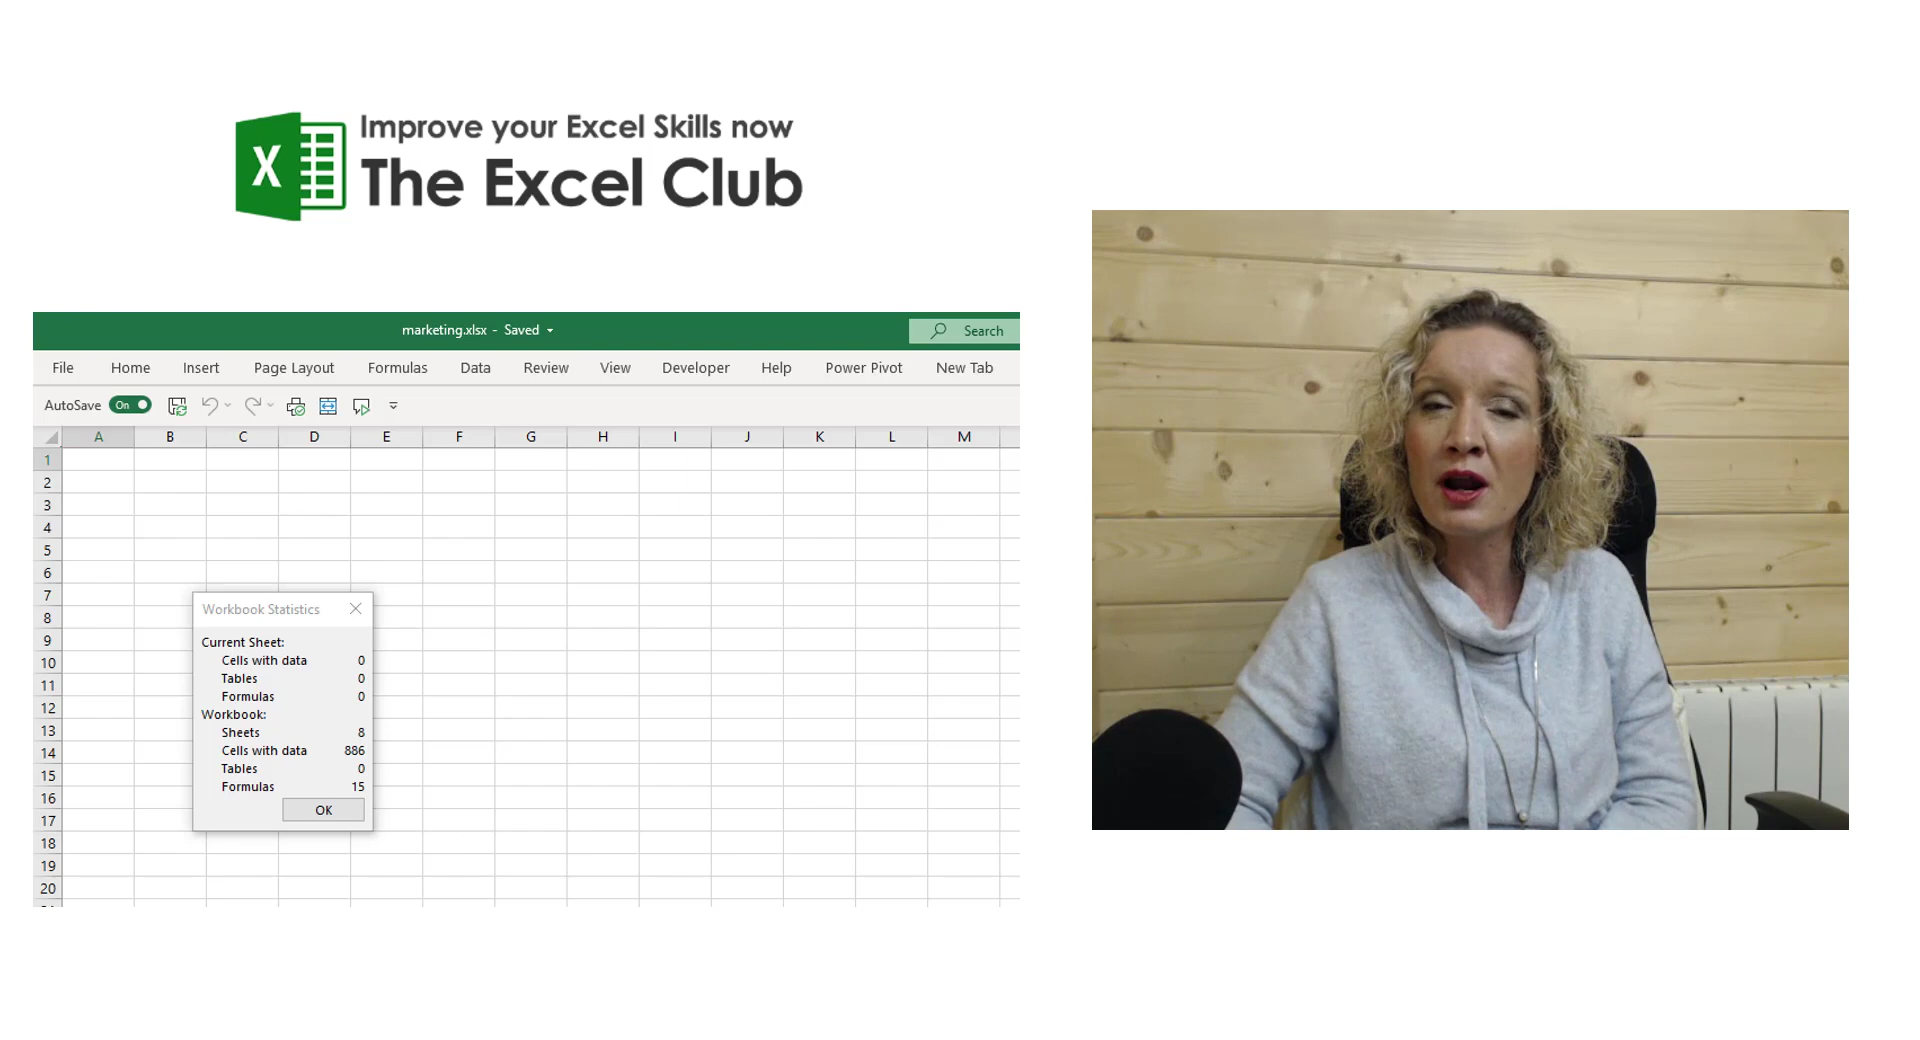 Improve your Excel Skills now
X
The Excel Club
marketing.xlsx - Saved
Search
File Home Insert Page Layout Formulas Data Review View Developer Help Power Pivot New Tab
AutoSave On
A B C D E F G H I J K L M
1
2
3
4
5
6
7
8
9
10
11
12
13
14
15
16
17
18
19
20
Workbook Statistics
Current Sheet:
Cells with data 0
Tables 0
Formulas 0
Workbook:
Sheets 8
Cells with data 886
Tables 0
Formulas 15
OK